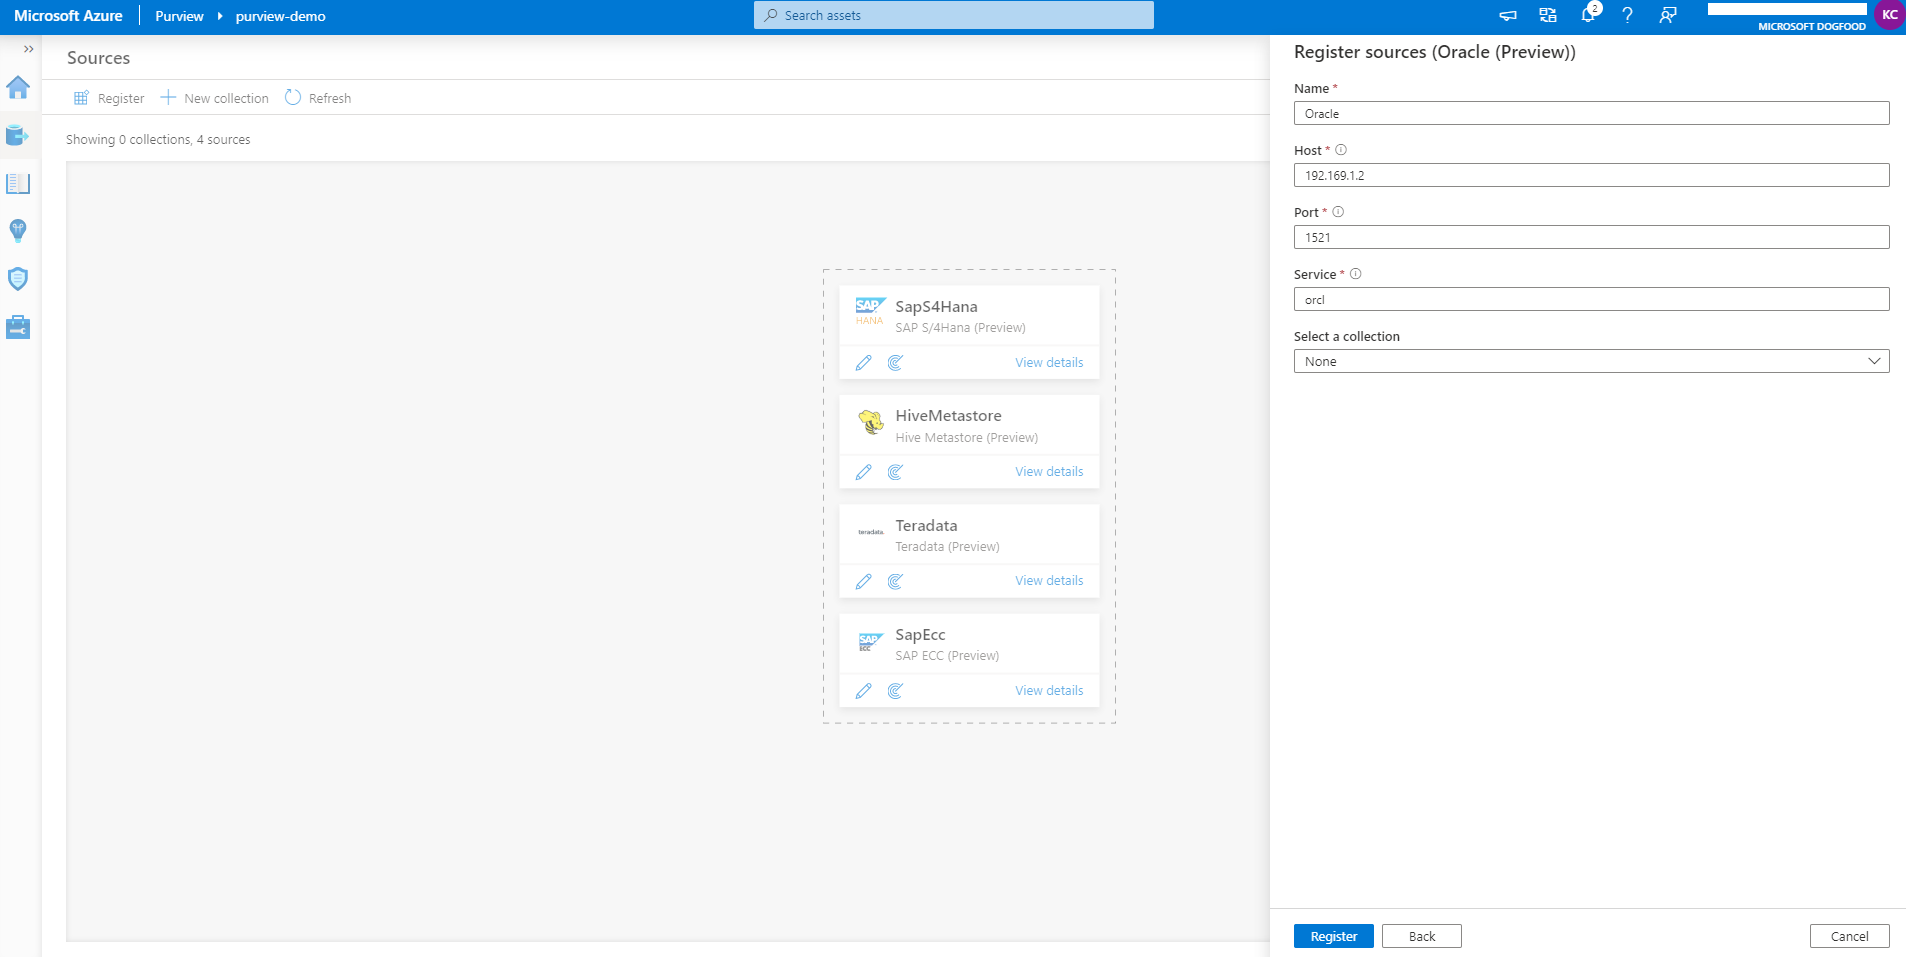 Microsoft Azure
Purview
purview-demo
Search assets
2
?
MICROSOFT DOGFOOD
KC
Sources
Register
New collection
Refresh
Showing 0 collections, 4 sources
SAP
HANA
SapS4Hana
SAP S/4Hana (Preview)
View details
HiveMetastore
Hive Metastore (Preview)
View details
teradata.
Teradata
Teradata (Preview)
View details
SAP
ECC
SapEcc
SAP ECC (Preview)
View details
Register sources (Oracle (Preview))
Name *
Oracle
Host *
192.169.1.2
Port *
1521
Service *
orcl
Select a collection
None
Register
Back
Cancel